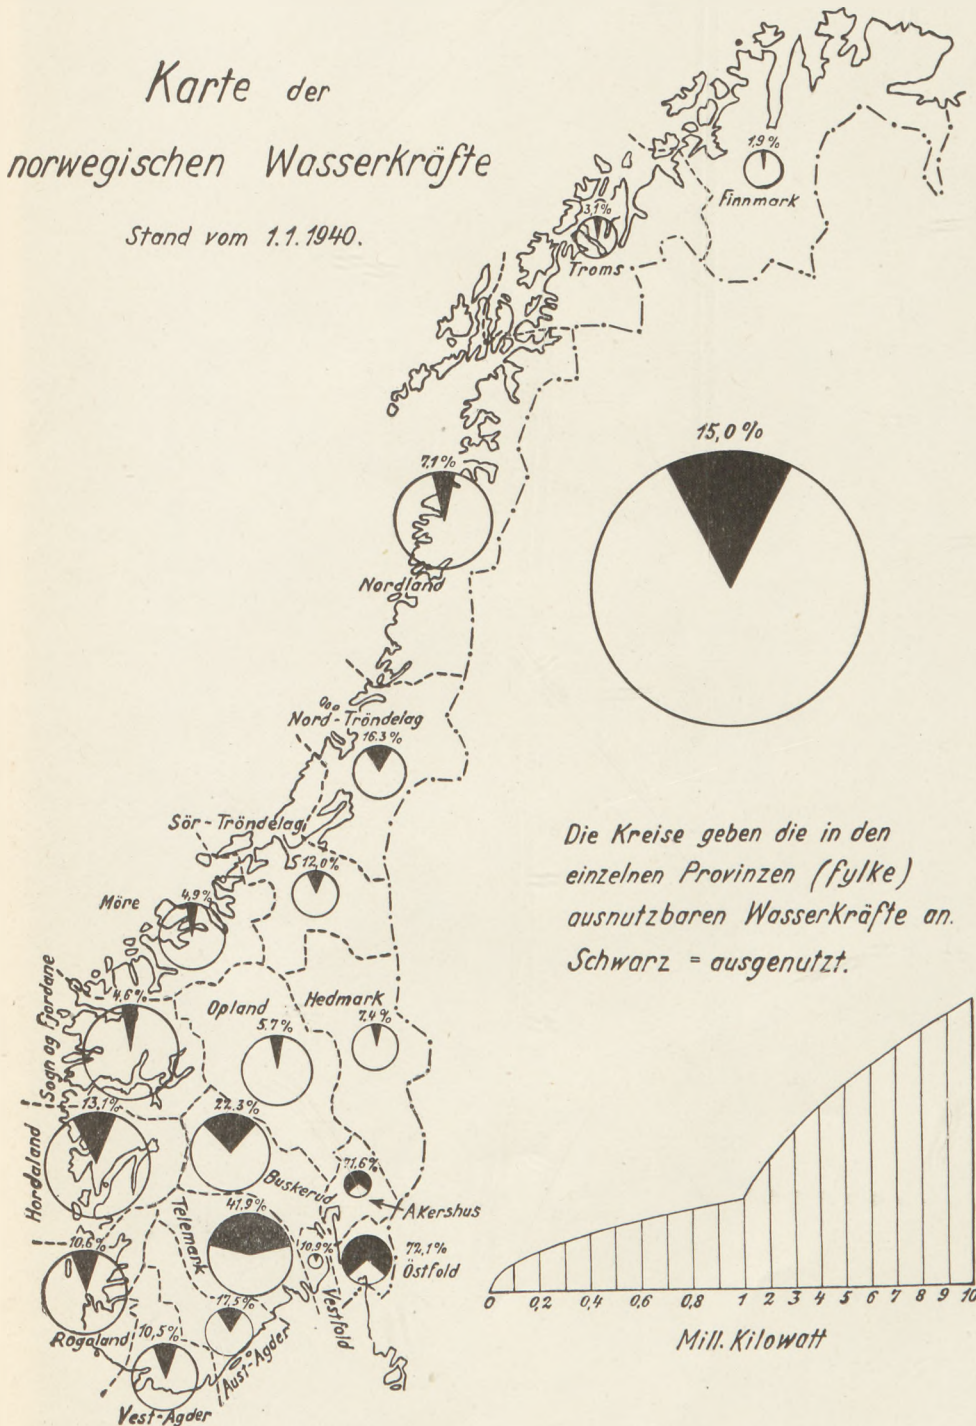 Karte der
norwegischen Wasserkräfte
Stand vom 1.1.1940.
1.9%
Finnmark
3,1%
Troms
15,0%
7,1%
Nordland
Nord-Tröndelag
16.3%
Sör-Tröndelag
12,0%
Möre
4,9%
Sogn og Fjordane
4.6%
Opland
5.7%
Hedmark
7.4%
Hordaland
13,1%
22.3%
Buskerud
71,6%
Akershus
Telemark
41.9%
10,9%
Vestfold
72,1%
Östfold
10.6%
Rogaland
17,5%
Aust-Agder
10,5%
Vest-Agder
Die Kreise geben die in den
einzelnen Provinzen (fylke)
ausnutzbaren Wasserkräfte an.
Schwarz = ausgenutzt.
0 0,2 0,4 0,6 0,8 1 2 3 4 5 6 7 8 9 10
Mill. Kilowatt